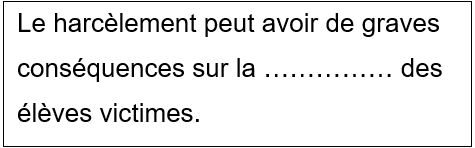 Le harcèlement peut avoir de graves
conséquences sur la …………… des
élèves victimes.